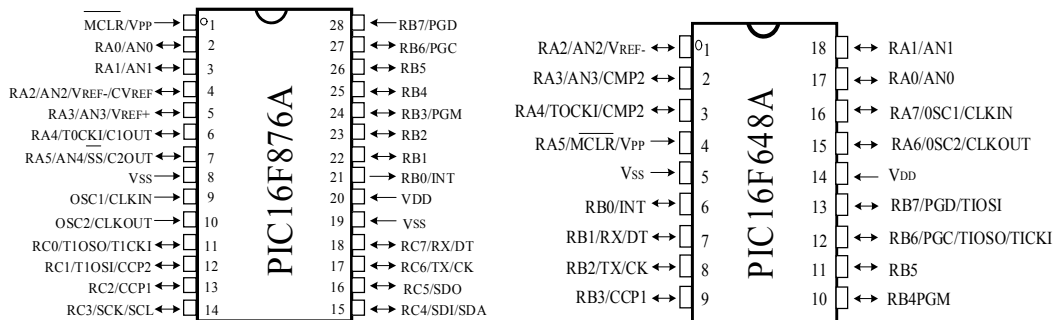 MCLR/VPP 1
RA0/AN0 2
RA1/AN1 3
RA2/AN2/VREF-/CVREF 4
RA3/AN3/VREF+ 5
RA4/T0CKI/C1OUT 6
RA5/AN4/SS/C2OUT 7
VSS 8
OSC1/CLKIN 9
OSC2/CLKOUT 10
RC0/T1OSO/T1CKI 11
RC1/T1OSI/CCP2 12
RC2/CCP1 13
RC3/SCK/SCL 14
PIC16F876A
28 RB7/PGD
27 RB6/PGC
26 RB5
25 RB4
24 RB3/PGM
23 RB2
22 RB1
21 RB0/INT
20 VDD
19 VSS
18 RC7/RX/DT
17 RC6/TX/CK
16 RC5/SDO
15 RC4/SDI/SDA
RA2/AN2/VREF- 1
RA3/AN3/CMP2 2
RA4/TOCKI/CMP2 3
RA5/MCLR/VPP 4
VSS 5
RB0/INT 6
RB1/RX/DT 7
RB2/TX/CK 8
RB3/CCP1 9
PIC16F648A
18 RA1/AN1
17 RA0/AN0
16 RA7/0SC1/CLKIN
15 RA6/0SC2/CLKOUT
14 VDD
13 RB7/PGD/TIOSI
12 RB6/PGC/TIOSO/TICKI
11 RB5
10 RB4PGM